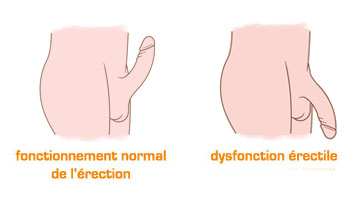 fonctionnement normal
de l'érection
dysfonction érectile